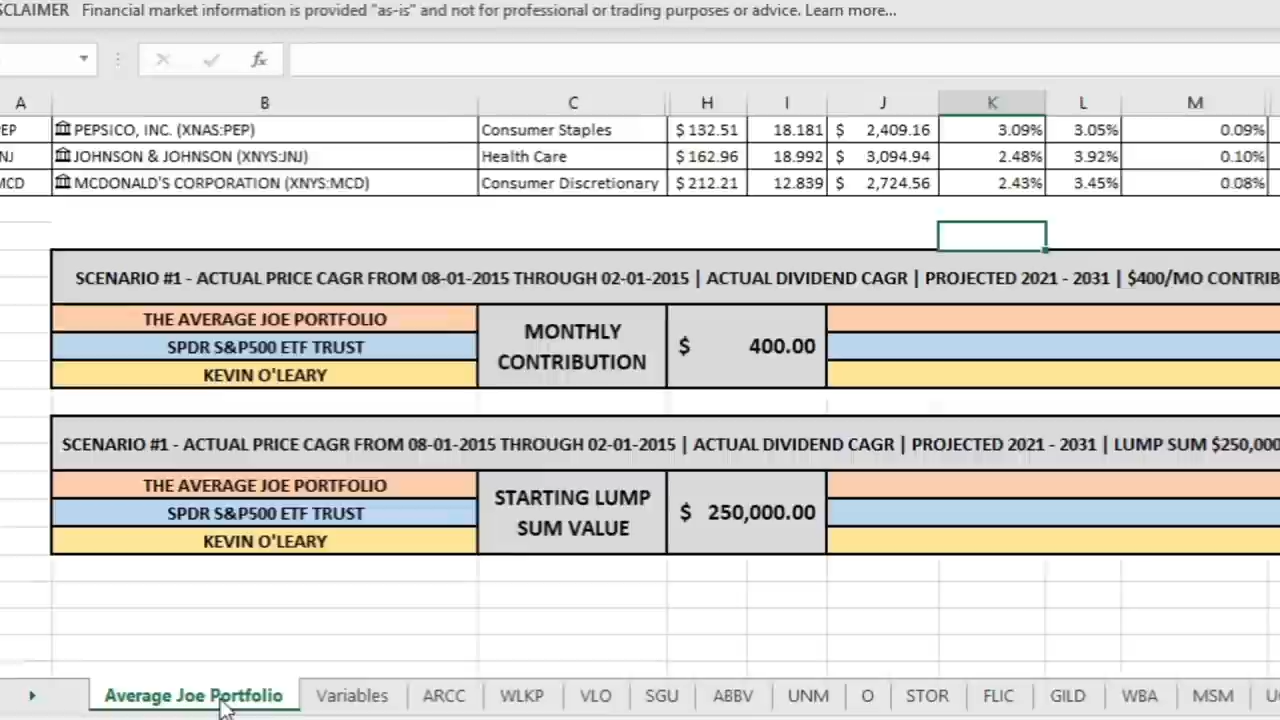 SCLAIMER Financial market information is provided "as-is" and not for professional or trading purposes or advice. Learn more...
fx
A B C H I J K L M
PEP PEPSICO, INC. (XNAS:PEP) Consumer Staples $ 132.51 18.181 $ 2,409.16 3.09% 3.05% 0.09%
NJ JOHNSON & JOHNSON (XNYS:JNJ) Health Care $ 162.96 18.992 $ 3,094.94 2.48% 3.92% 0.10%
MCD MCDONALD'S CORPORATION (XNYS:MCD) Consumer Discretionary $ 212.21 12.839 $ 2,724.56 2.43% 3.45% 0.08%
SCENARIO #1 - ACTUAL PRICE CAGR FROM 08-01-2015 THROUGH 02-01-2015 | ACTUAL DIVIDEND CAGR | PROJECTED 2021 - 2031 | $400/MO CONTRIB
THE AVERAGE JOE PORTFOLIO
SPDR S&P500 ETF TRUST
KEVIN O'LEARY
MONTHLY
CONTRIBUTION
$ 400.00
SCENARIO #1 - ACTUAL PRICE CAGR FROM 08-01-2015 THROUGH 02-01-2015 | ACTUAL DIVIDEND CAGR | PROJECTED 2021 - 2031 | LUMP SUM $250,000
THE AVERAGE JOE PORTFOLIO
SPDR S&P500 ETF TRUST
KEVIN O'LEARY
STARTING LUMP
SUM VALUE
$ 250,000.00
Average Joe Portfolio Variables ARCC WLKP VLO SGU ABBV UNM O STOR FLIC GILD WBA MSM